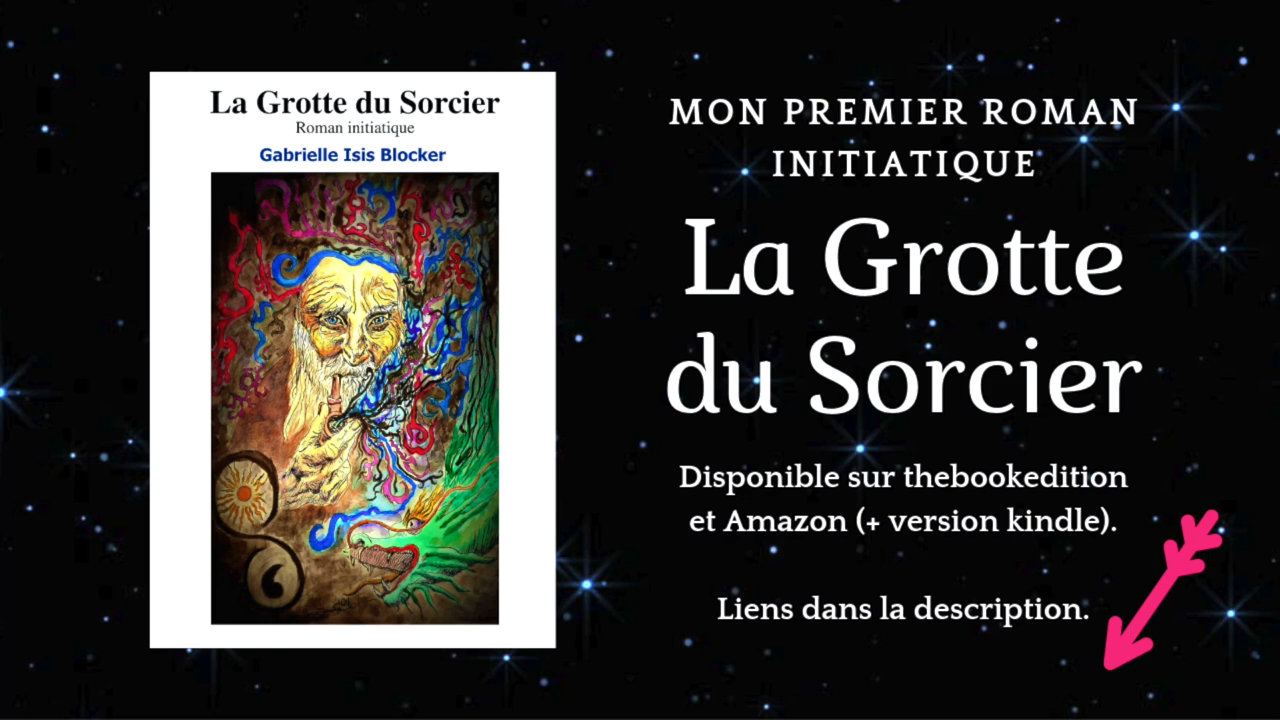 La Grotte du Sorcier
Roman initiatique
Gabrielle Isis Blocker
MON PREMIER ROMAN
INITIATIQUE
La Grotte
du Sorcier
Disponible sur thebookedition
et Amazon (+ version kindle).
Liens dans la description.